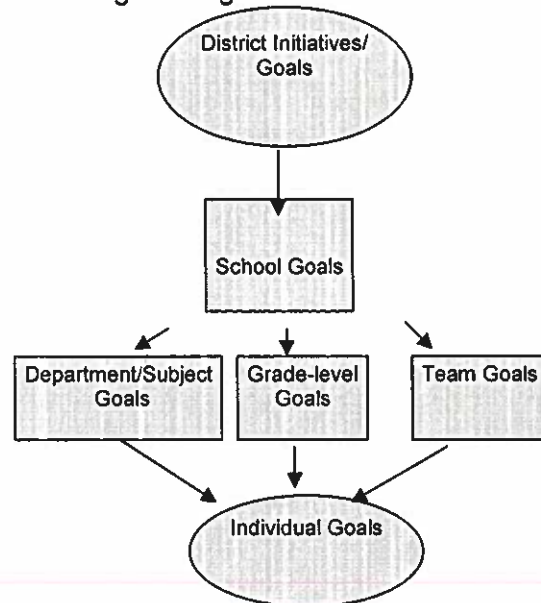 District Initiatives/
Goals
School Goals
Department/Subject
Goals
Grade-level
Goals
Team Goals
Individual Goals